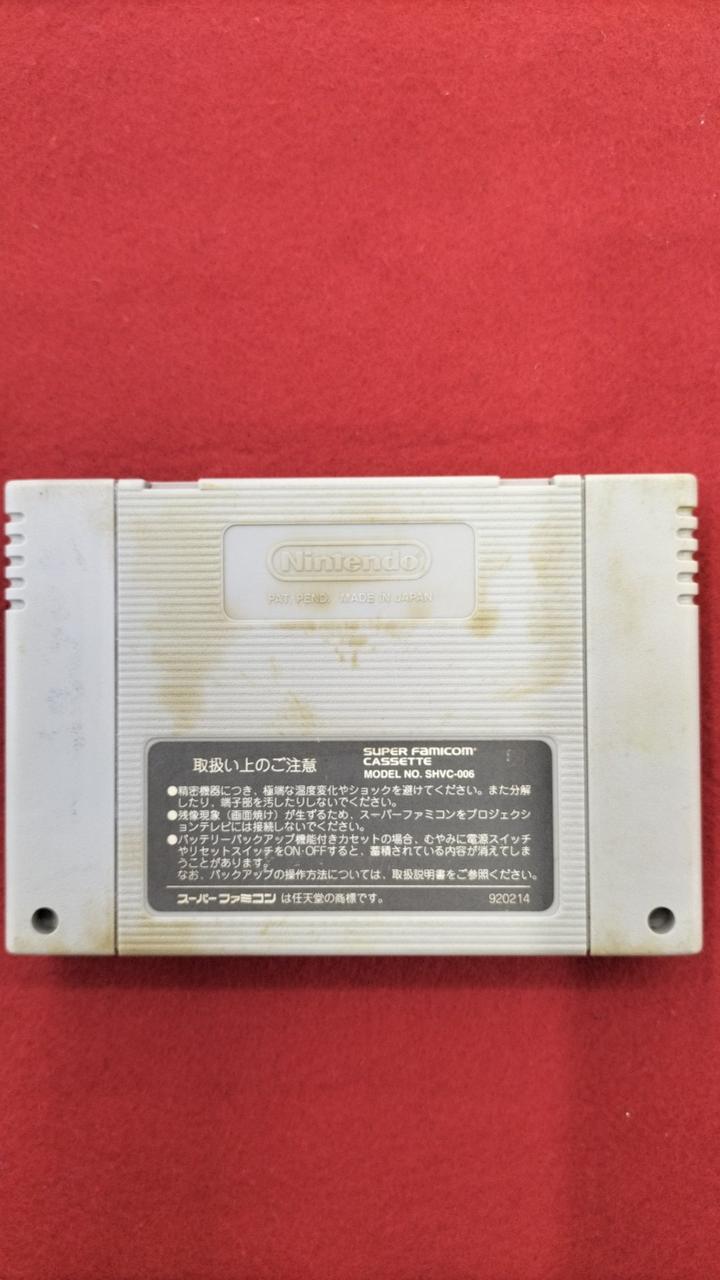 Nintendo
PAT. PEND. MADE IN JAPAN
取扱い上のご注意
SUPER FAMICOM
CASSETTE
MODEL NO. SHVC-006
●精密機器につき、極端な温度変化やショックを避けてください。また分解
したり、端子部を汚したりしないでください。
●残像現象（画面焼け）が生ずるため、スーパーファミコンをプロジェクシ
ョンテレビには接続しないでください。
●バッテリーバックアップ機能付きカセットの場合、むやみに電源スイッチ
やリセットスイッチをON・OFFすると、蓄積されている内容が消えてしま
うことがあります。
なお、バックアップの操作方法については、取扱説明書をご参照ください。
スーパーファミコン は任天堂の商標です。
920214